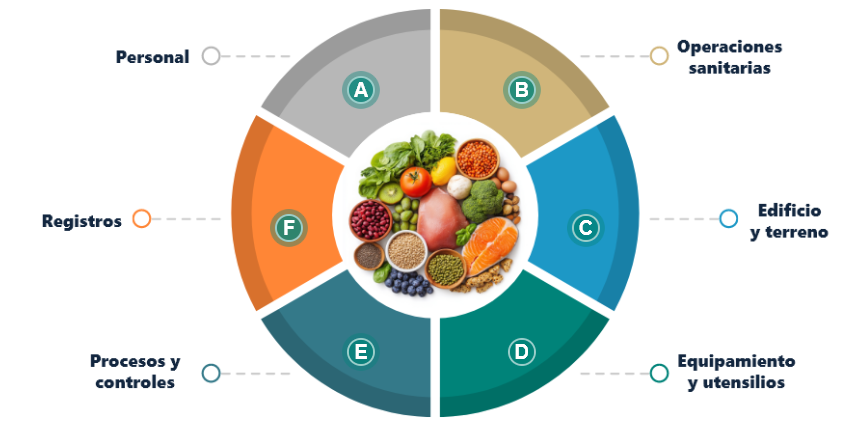 Personal
A
B
Operaciones
sanitarias
Registros
F
C
Edificio
y terreno
Procesos y
controles
E
D
Equipamiento
y utensilios